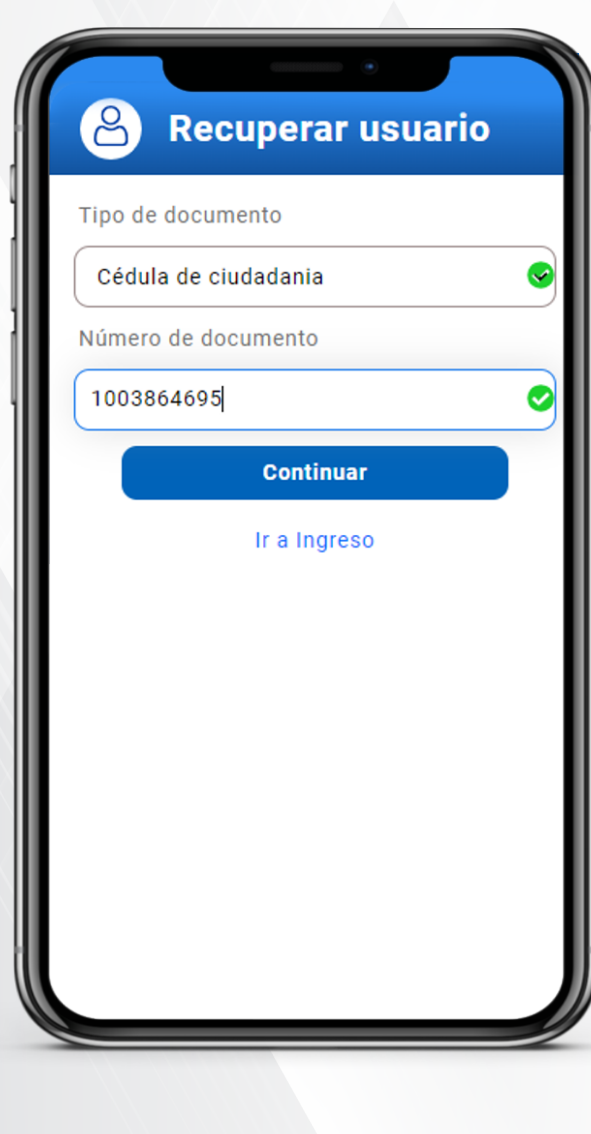 Recuperar usuario
Tipo de documento
Cédula de ciudadania
Número de documento
1003864695
Continuar
Ir a Ingreso